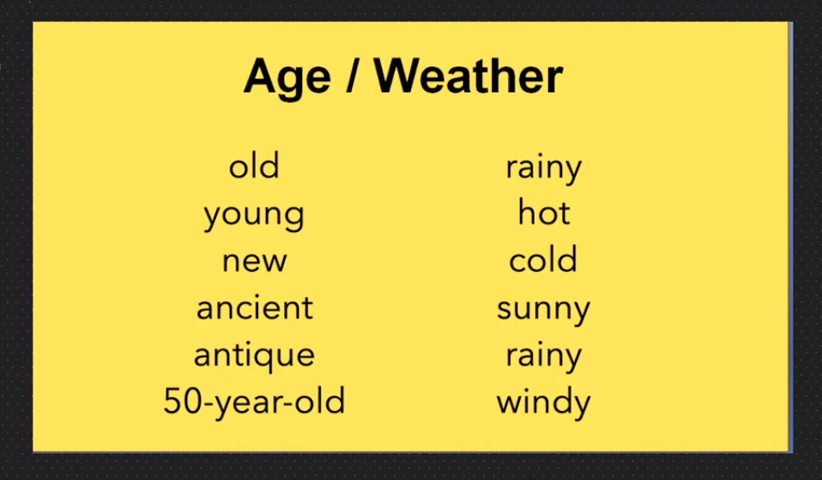 Age / Weather
old rainy
young hot
new cold
ancient sunny
antique rainy
50-year-old windy